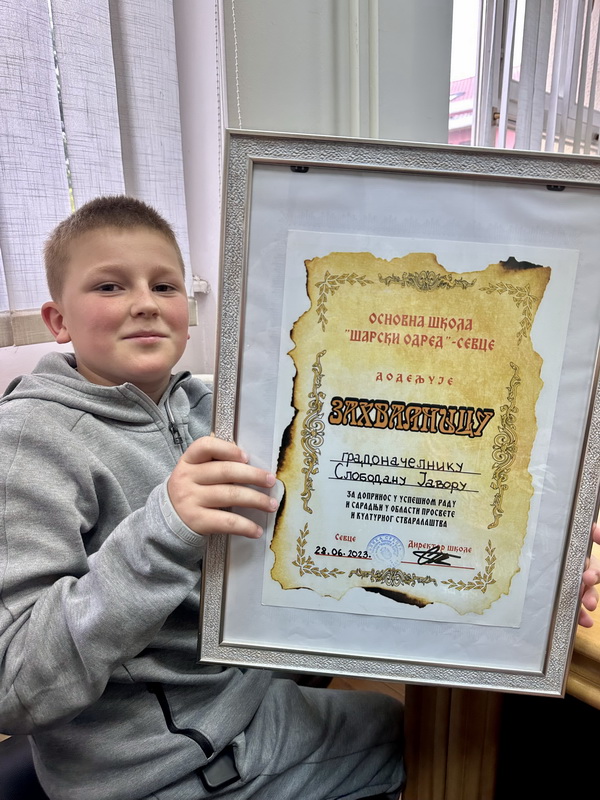 ОСНОВНА ШКОЛА
"ШАРСКИ ОДРЕД"-СЕВЦЕ
ДОДЕЉУЈЕ
ЗАХВАЛНИЦУ
градоначелнику
Слободану Јавору
ЗА ДОПРИНОС У УСПЕШНОМ РАДУ
И САРАДЊИ У ОБЛАСТИ ПРОСВЕТЕ
И КУЛТУРНОГ СТВАРАЛАШТВА
Севце
Директор школе
28.06.2023.